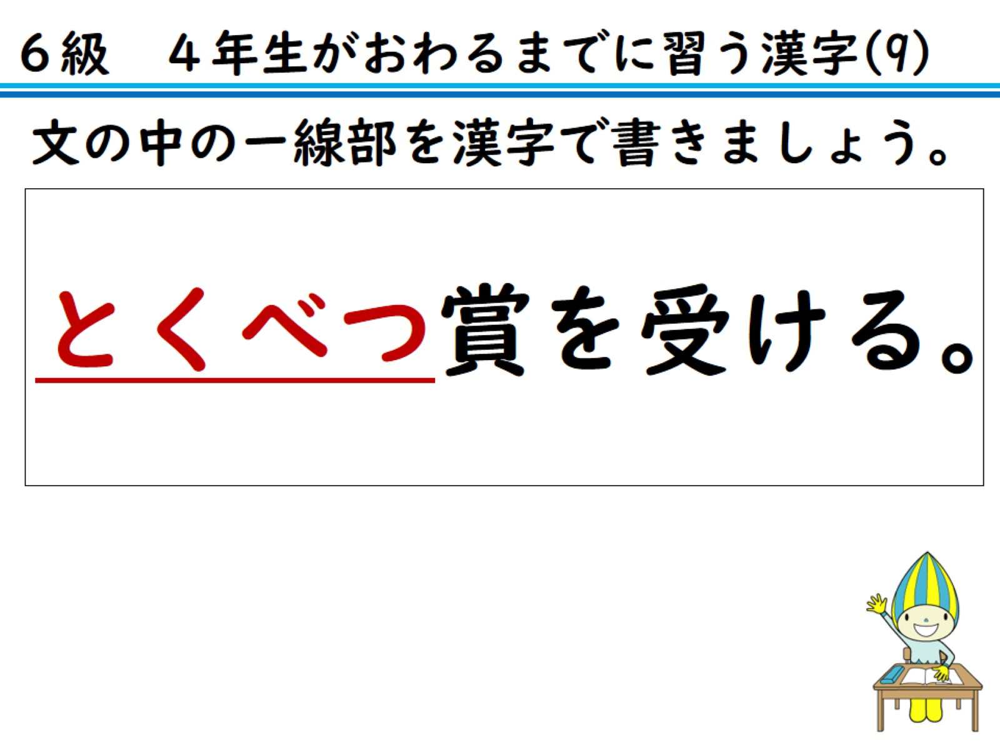 ６級　４年生がおわるまでに習う漢字(9)
文の中の―線部を漢字で書きましょう。
とくべつ賞を受ける。